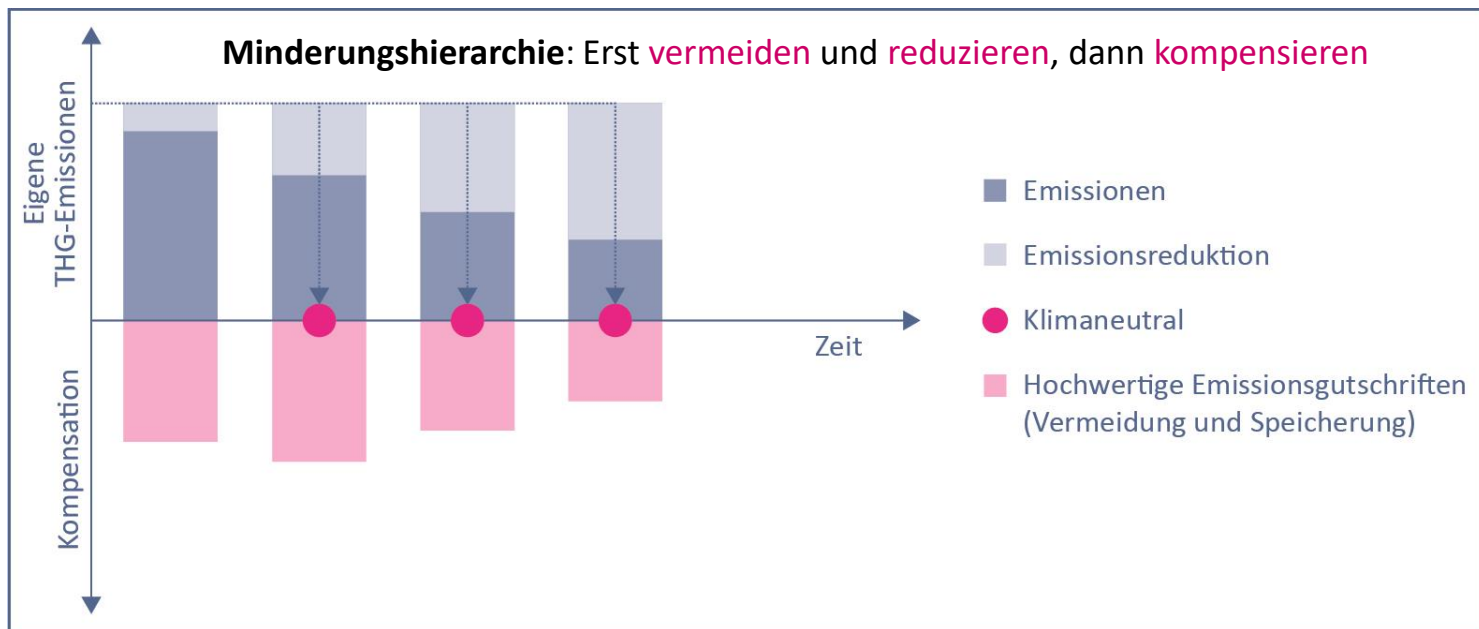 Minderungshierarchie: Erst vermeiden und reduzieren, dann kompensieren
Eigene
THG-Emissionen
Kompensation
Zeit
Emissionen
Emissionsreduktion
Klimaneutral
Hochwertige Emissionsgutschriften
(Vermeidung und Speicherung)